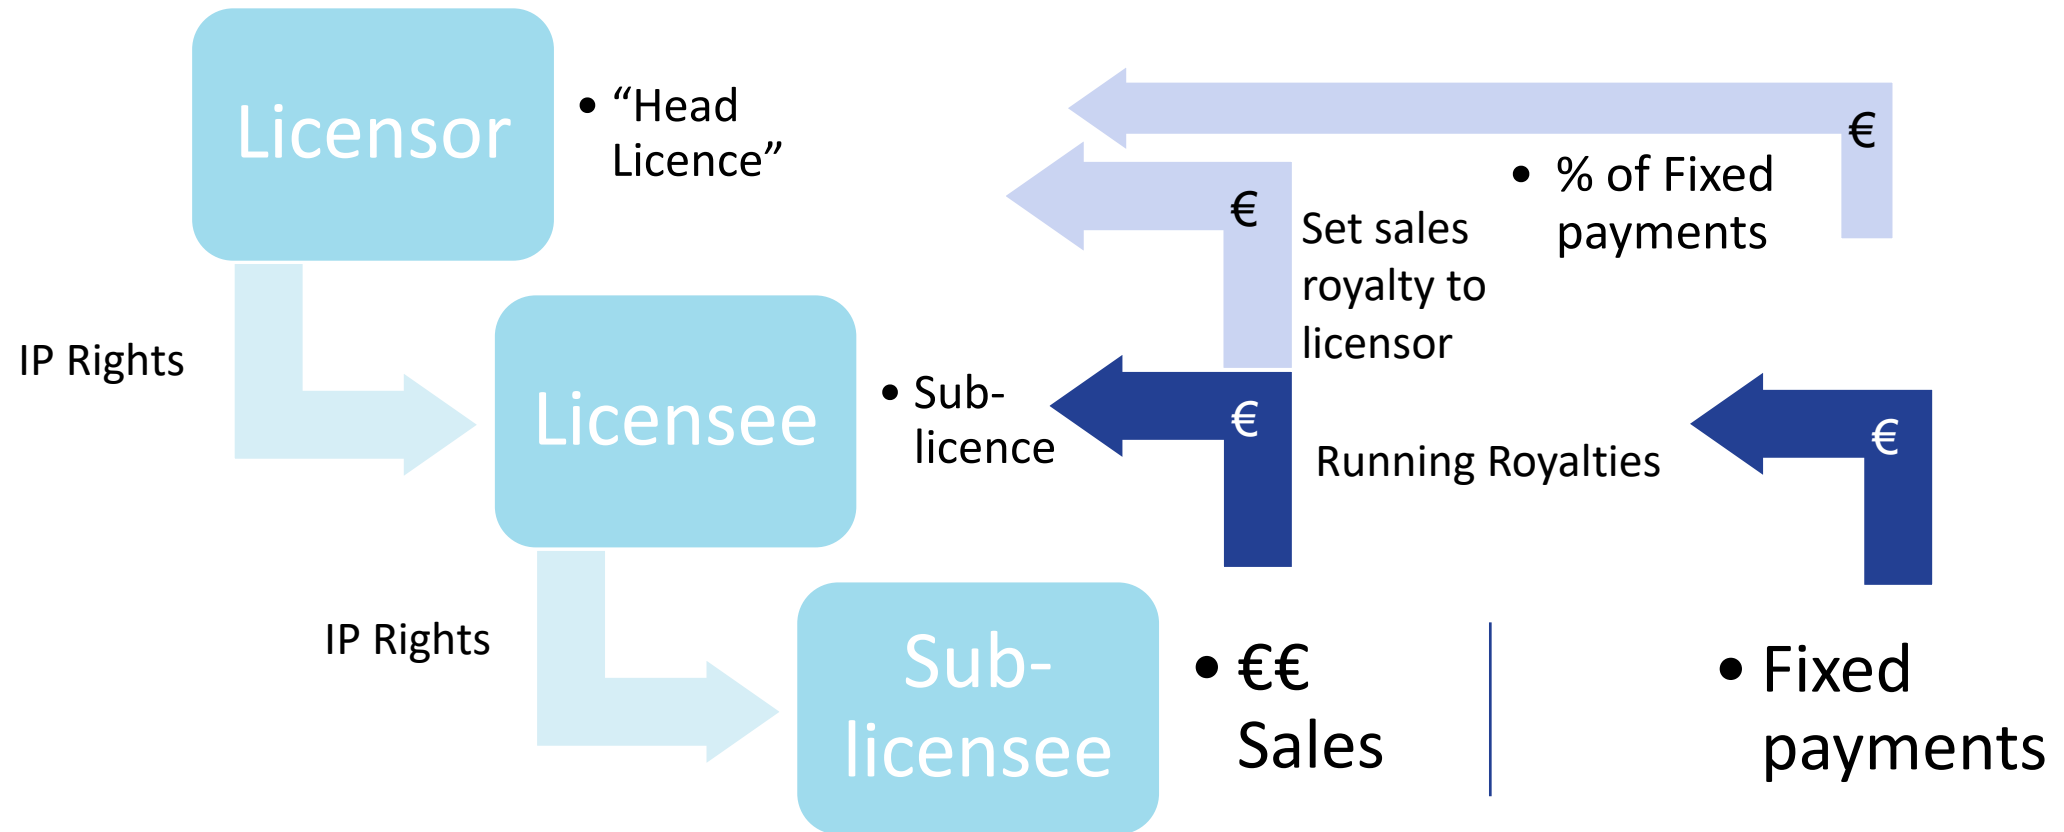 Licensor
• “Head
Licence”
€
• % of Fixed
payments
€
Set sales
royalty to
licensor
IP Rights
Licensee
• Sub-
licence
€
Running Royalties
€
IP Rights
Sub-
licensee
• €€
Sales
• Fixed
payments